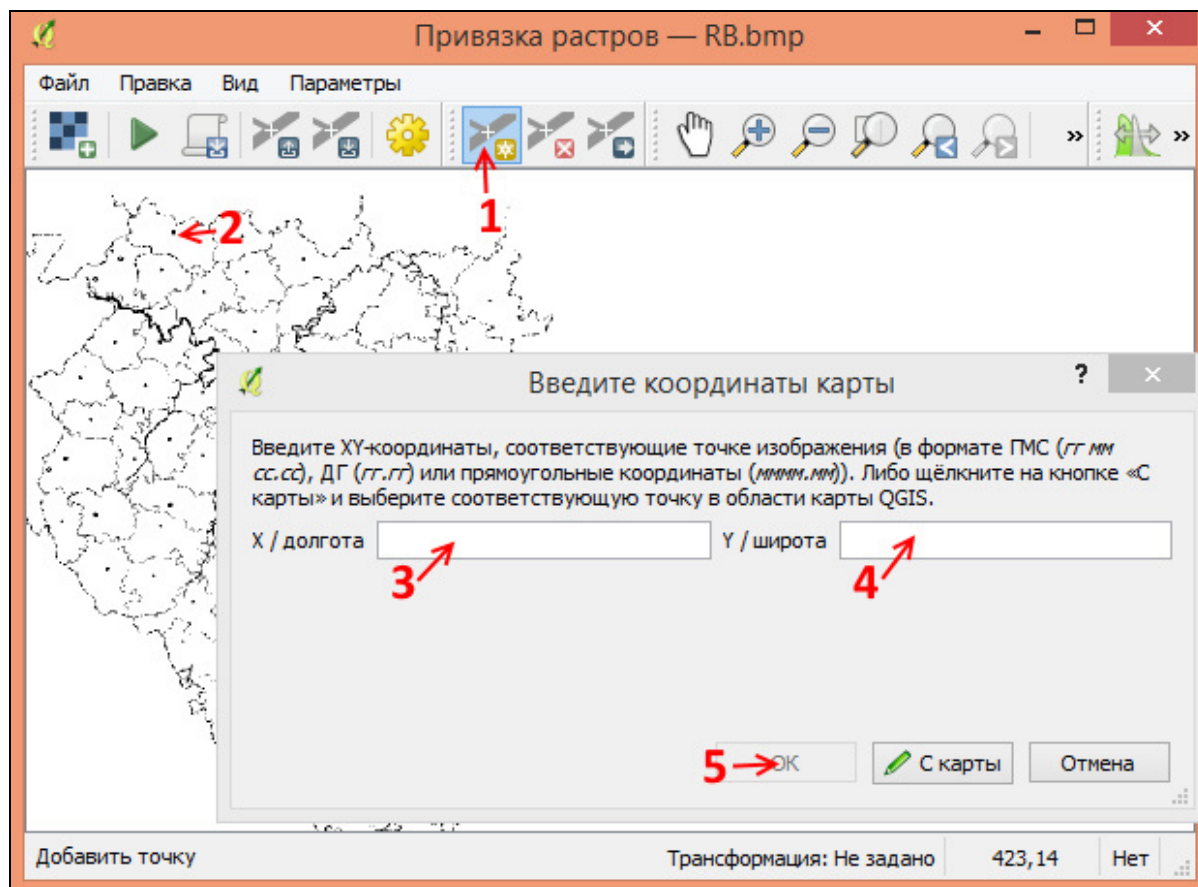 Привязка растров — RB.bmp
Файл Правка Вид Параметры
1
2
Введите координаты карты
Введите XY-координаты, соответствующие точке изображения (в формате ГМС (гг мм
сс.сс), ДГ (гг.гг) или прямоугольные координаты (мммм.мм)). Либо щёлкните на кнопке «С
карты» и выберите соответствующую точку в области карты QGIS.
X / долгота Y / широта
3 4
5 ОК С карты Отмена
Добавить точку Трансформация: Не задано 423,14 Нет